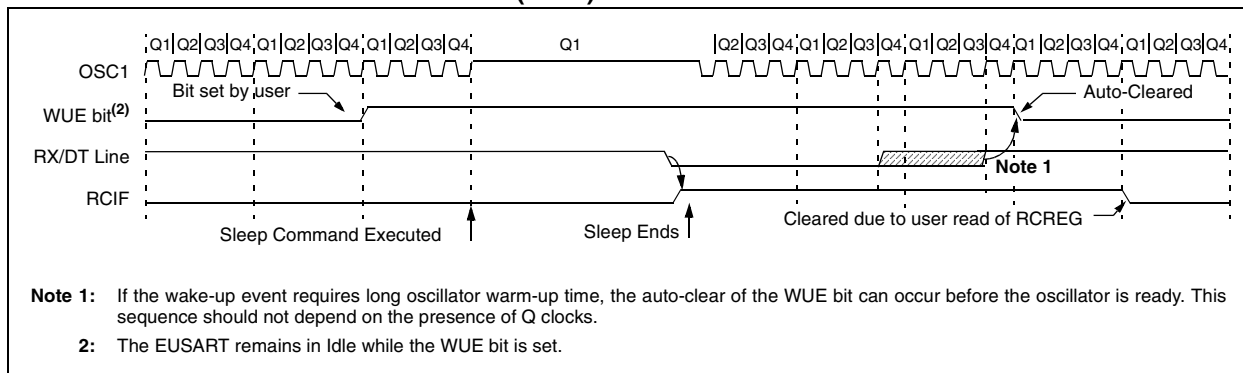 Q1 Q2 Q3 Q4 Q1 Q2 Q3 Q4 Q1 Q2 Q3 Q4 Q1 Q2 Q3 Q4 Q1 Q2 Q3 Q4 Q1 Q2 Q3 Q4 Q1 Q2 Q3 Q4 Q1 Q2 Q3 Q4
OSC1
Bit set by user
Auto-Cleared
WUE bit(2)
RX/DT Line
Note 1
RCIF
Cleared due to user read of RCREG
Sleep Command Executed
Sleep Ends
Note 1: If the wake-up event requires long oscillator warm-up time, the auto-clear of the WUE bit can occur before the oscillator is ready. This
sequence should not depend on the presence of Q clocks.
2: The EUSART remains in Idle while the WUE bit is set.